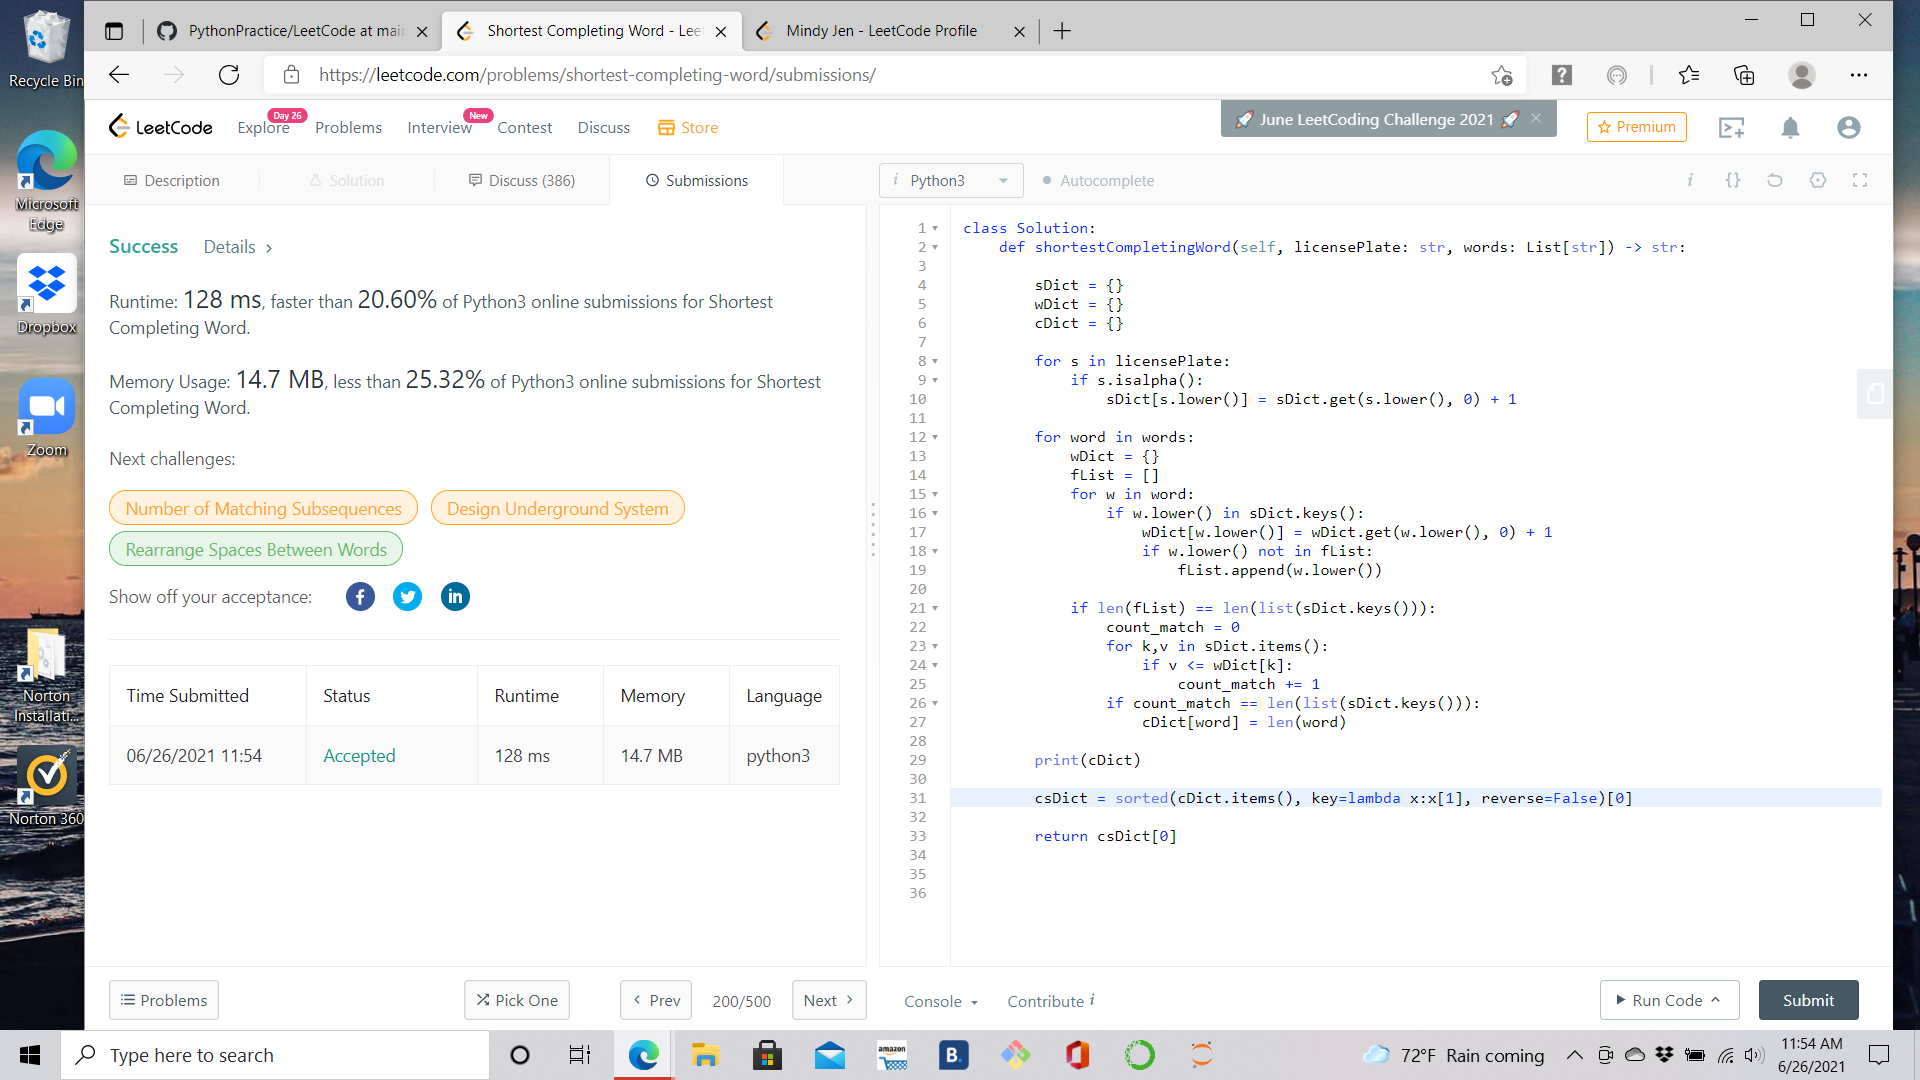 Recycle Bin
Microsoft Edge
Dropbox
Zoom
Norton Installati...
Norton 360
PythonPractice/LeetCode at mai
Shortest Completing Word - Lee
Mindy Jen - LeetCode Profile
https://leetcode.com/problems/shortest-completing-word/submissions/
LeetCode
Explore
Day 26
Problems
Interview
New
Contest
Discuss
Store
🚀 June LeetCoding Challenge 2021 🚀
Premium
Description
Solution
Discuss (386)
Submissions
i Python3
Autocomplete
i {}
Success
Details >
Runtime: 128 ms, faster than 20.60% of Python3 online submissions for Shortest
Completing Word.
Memory Usage: 14.7 MB, less than 25.32% of Python3 online submissions for Shortest
Completing Word.
Next challenges:
Number of Matching Subsequences
Design Underground System
Rearrange Spaces Between Words
Show off your acceptance:
Time Submitted Status Runtime Memory Language
06/26/2021 11:54 Accepted 128 ms 14.7 MB python3
1 class Solution:
2     def shortestCompletingWord(self, licensePlate: str, words: List[str]) -> str:
3
4         sDict = {}
5         wDict = {}
6         cDict = {}
7
8         for s in licensePlate:
9             if s.isalpha():
10                 sDict[s.lower()] = sDict.get(s.lower(), 0) + 1
11
12         for word in words:
13             wDict = {}
14             fList = []
15             for w in word:
16                 if w.lower() in sDict.keys():
17                     wDict[w.lower()] = wDict.get(w.lower(), 0) + 1
18                     if w.lower() not in fList:
19                         fList.append(w.lower())
20
21             if len(fList) == len(list(sDict.keys())):
22                 count_match = 0
23                 for k,v in sDict.items():
24                     if v <= wDict[k]:
25                         count_match += 1
26                 if count_match == len(list(sDict.keys())):
27                     cDict[word] = len(word)
28
29         print(cDict)
30
31         csDict = sorted(cDict.items(), key=lambda x:x[1], reverse=False)[0]
32
33         return csDict[0]
34
35
36
Problems
Pick One
< Prev
200/500
Next >
Console
Contribute i
Run Code
Submit
Type here to search
amazon
B.
72°F Rain coming
11:54 AM
6/26/2021